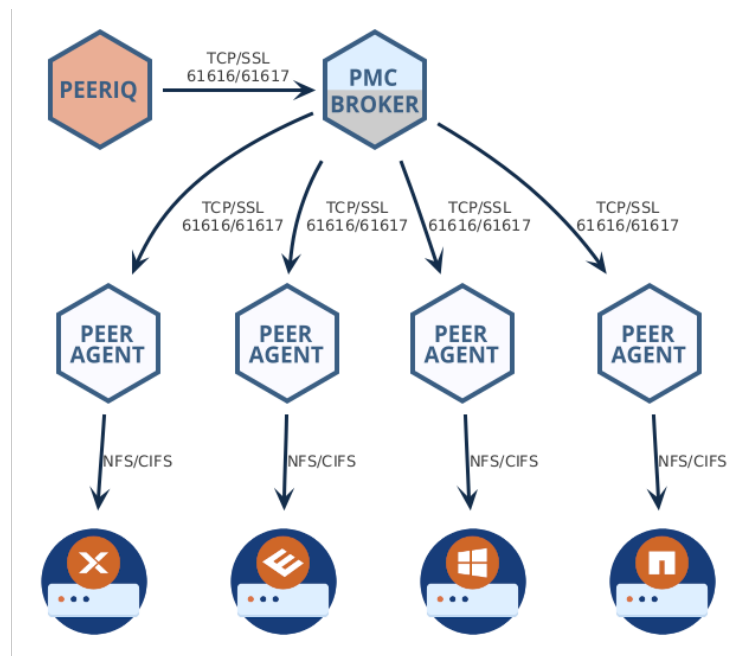 TCP/SSL
61616/61617
PEERIQ
PMC
BROKER
TCP/SSL
61616/61617
TCP/SSL
61616/61617
TCP/SSL
61616/61617
TCP/SSL
61616/61617
PEER
AGENT
PEER
AGENT
PEER
AGENT
PEER
AGENT
NFS/CIFS
NFS/CIFS
NFS/CIFS
NFS/CIFS